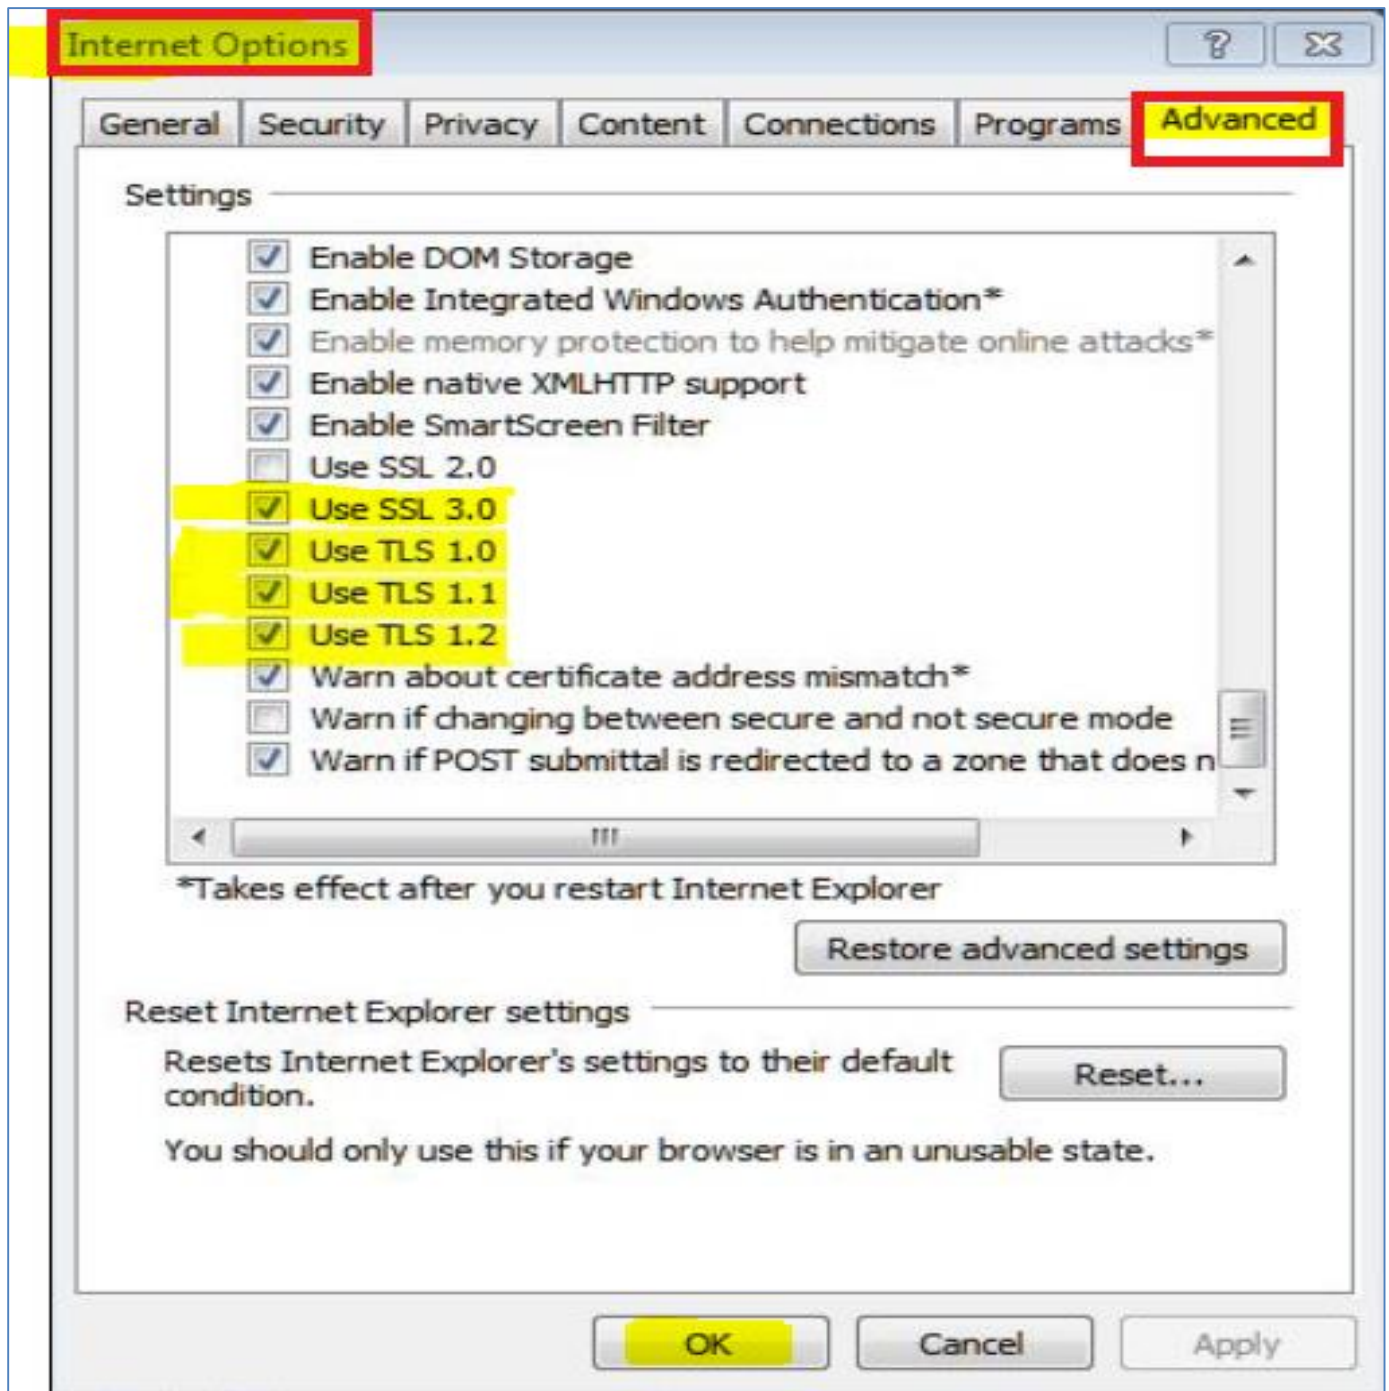 Internet Options
General Security Privacy Content Connections Programs Advanced
Settings
Enable DOM Storage
Enable Integrated Windows Authentication*
Enable memory protection to help mitigate online attacks*
Enable native XMLHTTP support
Enable SmartScreen Filter
Use SSL 2.0
Use SSL 3.0
Use TLS 1.0
Use TLS 1.1
Use TLS 1.2
Warn about certificate address mismatch*
Warn if changing between secure and not secure mode
Warn if POST submittal is redirected to a zone that does n
*Takes effect after you restart Internet Explorer
Restore advanced settings
Reset Internet Explorer settings
Resets Internet Explorer's settings to their default
condition.
Reset...
You should only use this if your browser is in an unusable state.
OK Cancel Apply